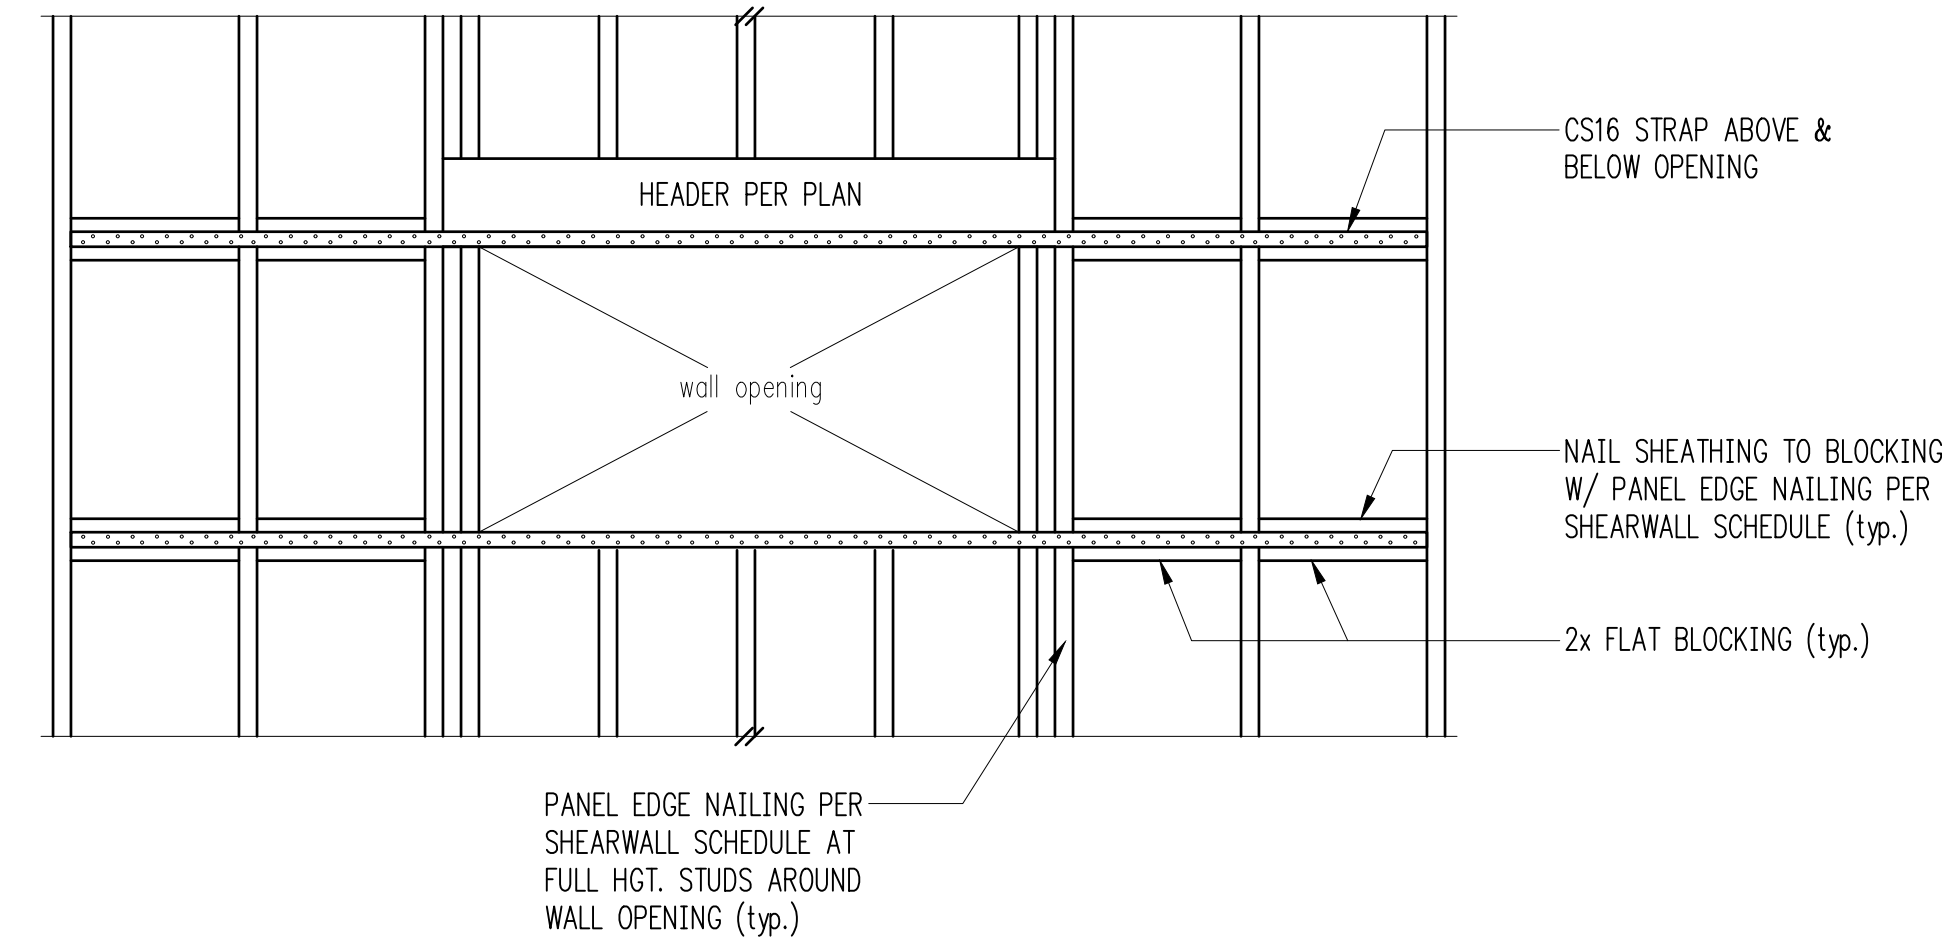 CS16 STRAP ABOVE &
BELOW OPENING
HEADER PER PLAN
wall opening
NAIL SHEATHING TO BLOCKING
W/ PANEL EDGE NAILING PER
SHEARWALL SCHEDULE (typ.)
2x FLAT BLOCKING (typ.)
PANEL EDGE NAILING PER
SHEARWALL SCHEDULE AT
FULL HGT. STUDS AROUND
WALL OPENING (typ.)